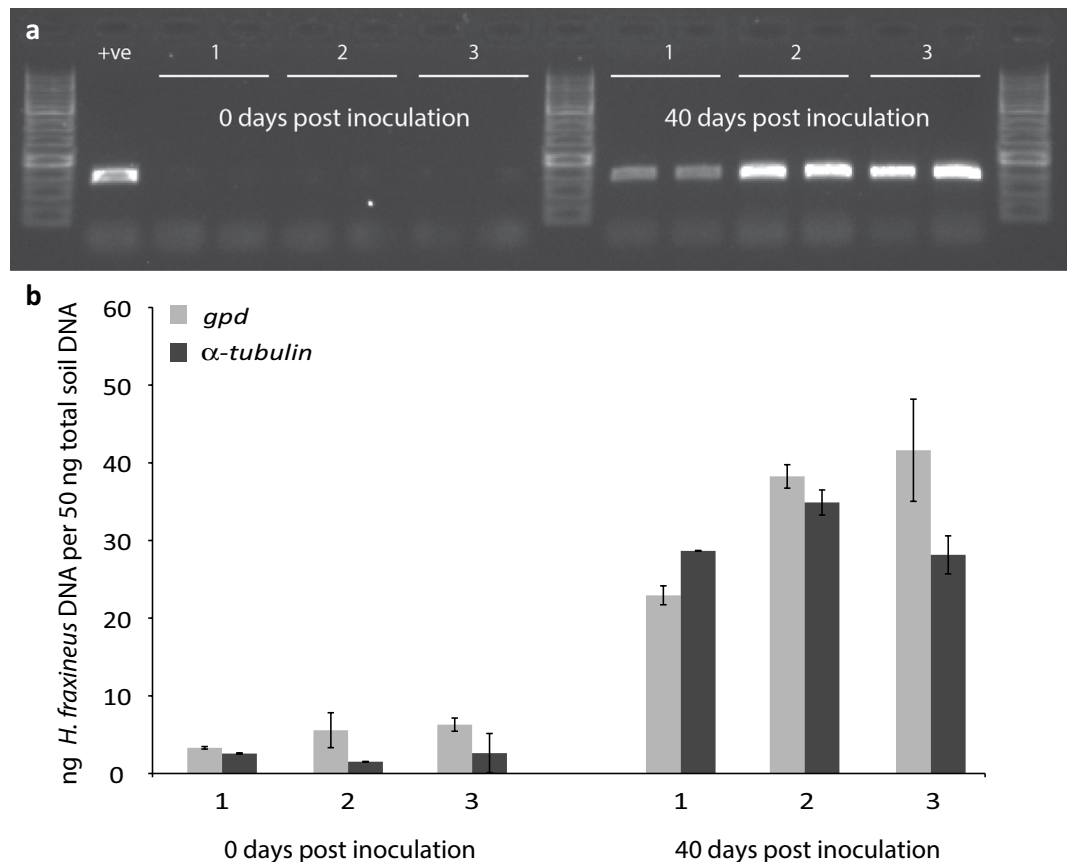 a
+ve 1 2 3 1 2 3
0 days post inoculation 40 days post inoculation
b
ng H. fraxineus DNA per 50 ng total soil DNA
60
50
40
30
20
10
0
gpd
α-tubulin
1 2 3 1 2 3
0 days post inoculation 40 days post inoculation